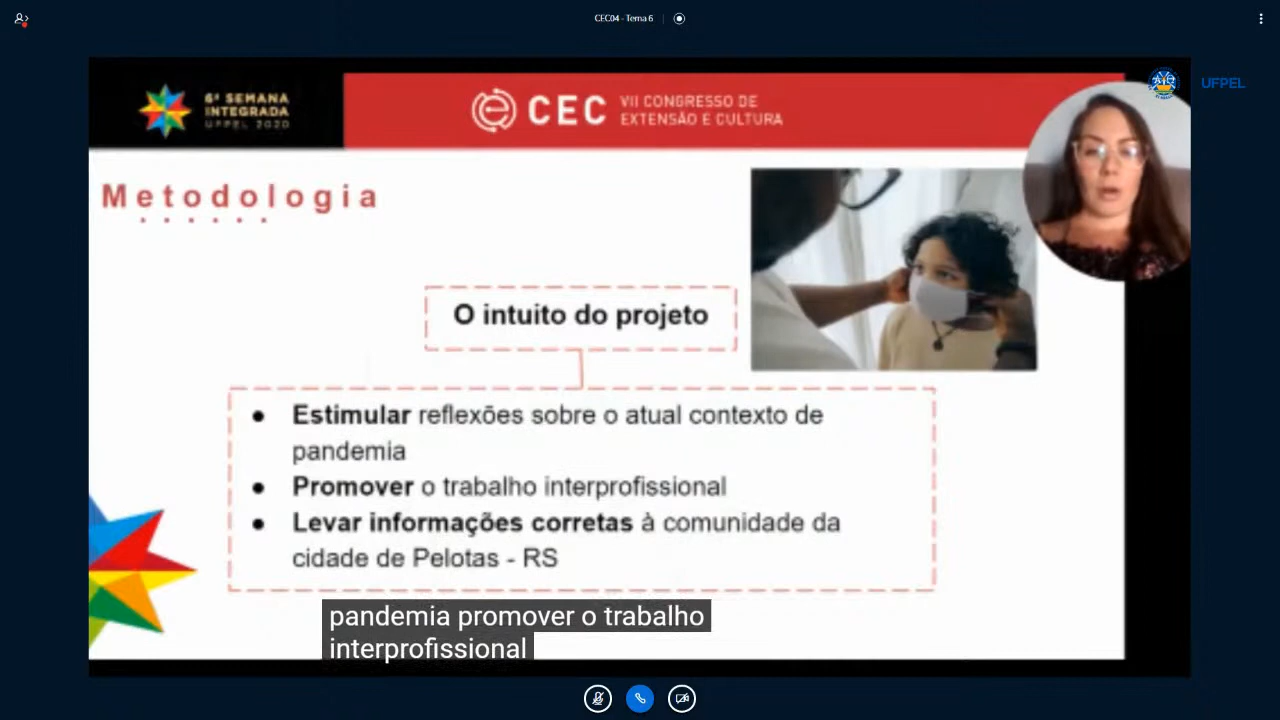 CEC04 - Tema 6
6ª SEMANA
INTEGRADA
UFPEL 2020
CEC
VII CONGRESSO DE
EXTENSÃO E CULTURA
UFPEL
Metodologia
O intuito do projeto
● Estimular reflexões sobre o atual contexto de
pandemia
● Promover o trabalho interprofissional
● Levar informações corretas à comunidade da
cidade de Pelotas - RS
pandemia promover o trabalho
interprofissional